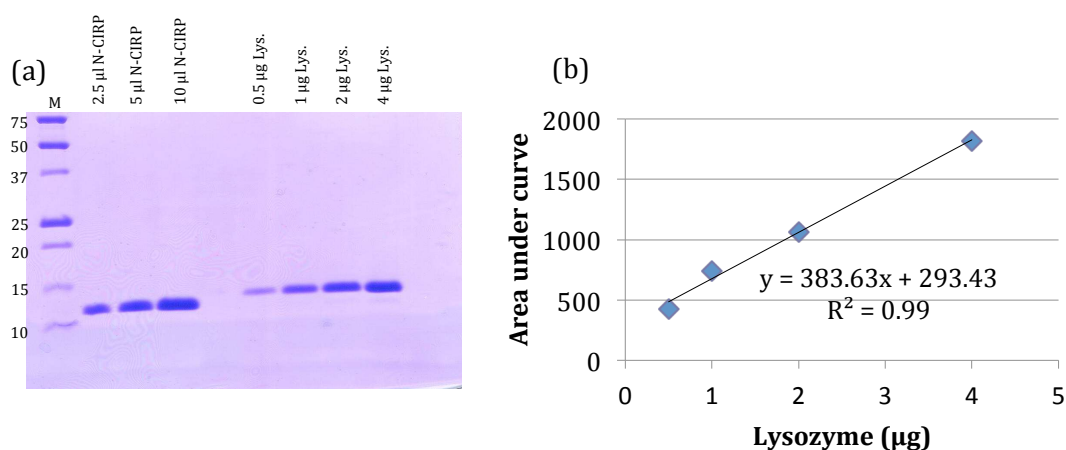 (a)
M
2.5 µl N-CIRP
5 µl N-CIRP
10 µl N-CIRP
0.5 µg Lys.
1 µg Lys.
2 µg Lys.
4 µg Lys.
75
50
37
25
20
15
10
(b)
Area under curve
2000
1500
1000
500
0
y = 383.63x + 293.43
R² = 0.99
0 1 2 3 4 5
Lysozyme (µg)